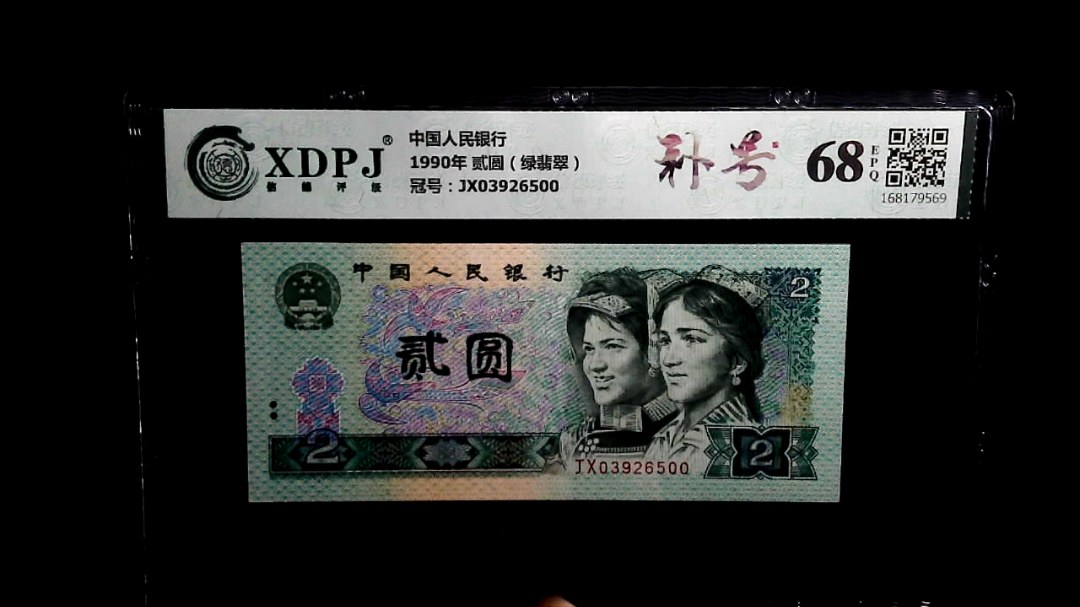 XDPJ®
信德评级
中国人民银行
1990年 贰圆（绿翡翠）
冠号：JX03926500
补号
68
EPQ
168179569
中国人民银行
2
贰圆
2
JX03926500
2